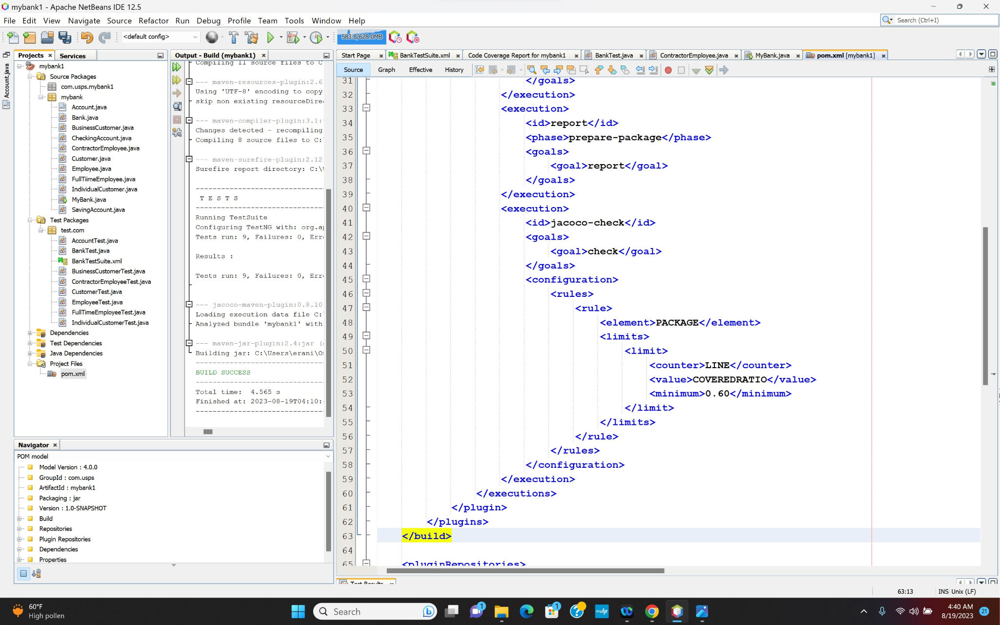 mybank1 - Apache NetBeans IDE 12.5
File Edit View Navigate Source Refactor Run Debug Profile Team Tools Window Help
Search (Ctrl+I)
<default config>
583.8/628.0MB
Account.java
Projects
Services
mybank1
Source Packages
com.usps.mybank1
mybank
Account.java
Bank.java
BusinessCustomer.java
CheckingAccount.java
ContractorEmployee.java
Customer.java
Employee.java
FullTiimeEmployee.java
IndividualCustomer.java
MyBank.java
SavingAccount.java
Test Packages
test.com
AccountTest.java
BankTest.java
BankTestSuite.xml
BusinessCustomerTest.java
ContractorEmployeeTest.java
CustomerTest.java
EmployeeTest.java
FullTimeEmployeeTest.java
IndividualCustomerTest.java
Dependencies
Test Dependencies
Java Dependencies
Project Files
pom.xml
Output - Build (mybank1)
Compiling 11 source files to C
--- maven-resources-plugin:2.6
Using 'UTF-8' encoding to copy
skip non existing resourceDire
--- maven-compiler-plugin:3.1:
Changes detected - recompiling
Compiling 8 source files to C:
--- maven-surefire-plugin:2.12
Surefire report directory: C:\
-------------------------------
T E S T S
-------------------------------
Running TestSuite
Configuring TestNG with: org.ap
Tests run: 9, Failures: 0, Err
Results :
Tests run: 9, Failures: 0, Err
--- jacoco-maven-plugin:0.8.10
Loading execution data file C:
Analyzed bundle 'mybank1' with
--- maven-jar-plugin:2.4:jar (
Building jar: C:\Users\erani\O
-------------------------------
BUILD SUCCESS
-------------------------------
Total time:  4.565 s
Finished at: 2023-08-19T04:10:
-------------------------------
Navigator
POM model
Model Version : 4.0.0
GroupId : com.usps
ArtifactId : mybank1
Packaging : jar
Version : 1.0-SNAPSHOT
Build
Repositories
Plugin Repositories
Dependencies
Properties
Start Page
BankTestSuite.xml
Code Coverage Report for mybank1
BankTest.java
ContractorEmployee.java
MyBank.java
pom.xml [mybank1]
Source Graph Effective History
31 </goals>
32 </execution>
33 <execution>
34 <id>report</id>
35 <phase>prepare-package</phase>
36 <goals>
37 <goal>report</goal>
38 </goals>
39 </execution>
40 <execution>
41 <id>jacoco-check</id>
42 <goals>
43 <goal>check</goal>
44 </goals>
45 <configuration>
46 <rules>
47 <rule>
48 <element>PACKAGE</element>
49 <limits>
50 <limit>
51 <counter>LINE</counter>
52 <value>COVEREDRATIO</value>
53 <minimum>0.60</minimum>
54 </limit>
55 </limits>
56 </rule>
57 </rules>
58 </configuration>
59 </execution>
60 </executions>
61 </plugin>
62 </plugins>
63 </build>
64
65 <pluginRepositories>
Test Results
63:13
INS Unix (LF)
60°F
High pollen
Search
1
1
myhp
4:40 AM
8/19/2023
21